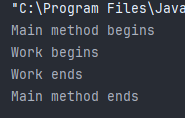 "C:\Program Files\Java
Main method begins
Work begins
Work ends
Main method ends